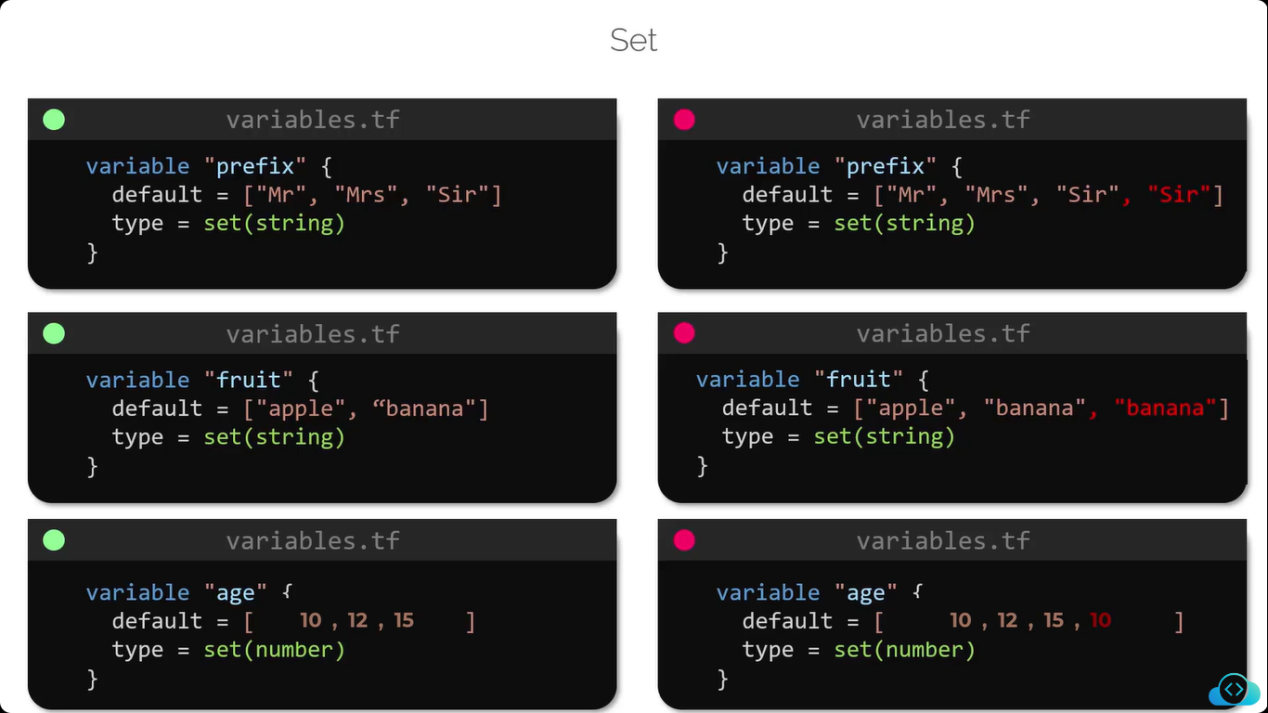 Set
variables.tf
variable "prefix" {
default = ["Mr", "Mrs", "Sir"]
type = set(string)
}
variables.tf
variable "prefix" {
default = ["Mr", "Mrs", "Sir", "Sir"]
type = set(string)
}
variables.tf
variable "fruit" {
default = ["apple", “banana"]
type = set(string)
}
variables.tf
variable "fruit" {
default = ["apple", "banana", "banana"]
type = set(string)
}
variables.tf
variable "age" {
default = [ 10 , 12 , 15 ]
type = set(number)
}
variables.tf
variable "age" {
default = [ 10 , 12 , 15 , 10 ]
type = set(number)
}